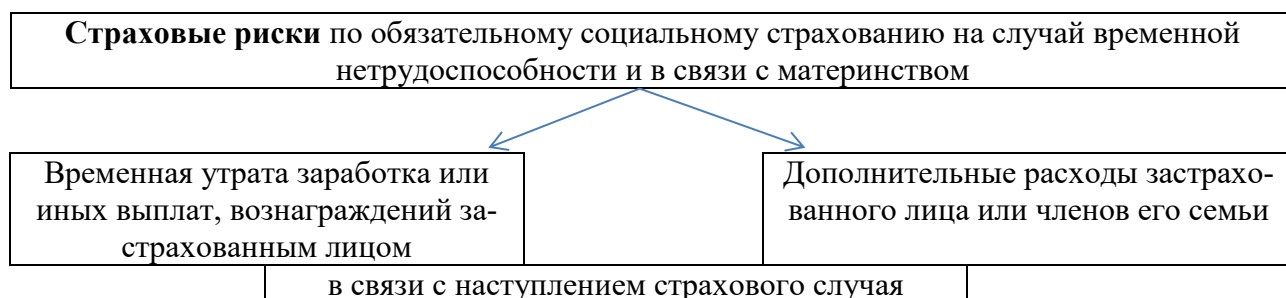 Страховые риски по обязательному социальному страхованию на случай временной
нетрудоспособности и в связи с материнством
Временная утрата заработка или
иных выплат, вознаграждений за-
страхованным лицом
Дополнительные расходы застрахо-
ванного лица или членов его семьи
в связи с наступлением страхового случая